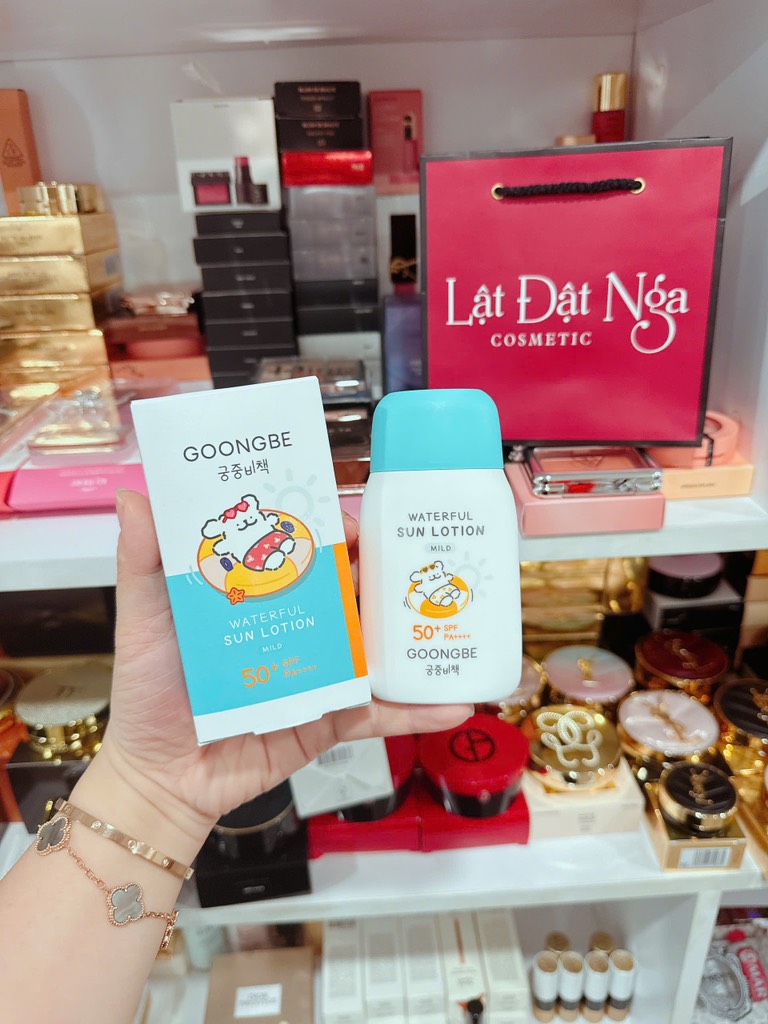 Lật Đật Nga
COSMETIC
GOONGBE
궁중비책
WATERFUL
SUN LOTION
MILD
50+ SPF
PA++++
WATERFUL
SUN LOTION
MILD
50+ SPF
PA++++
GOONGBE
궁중비책